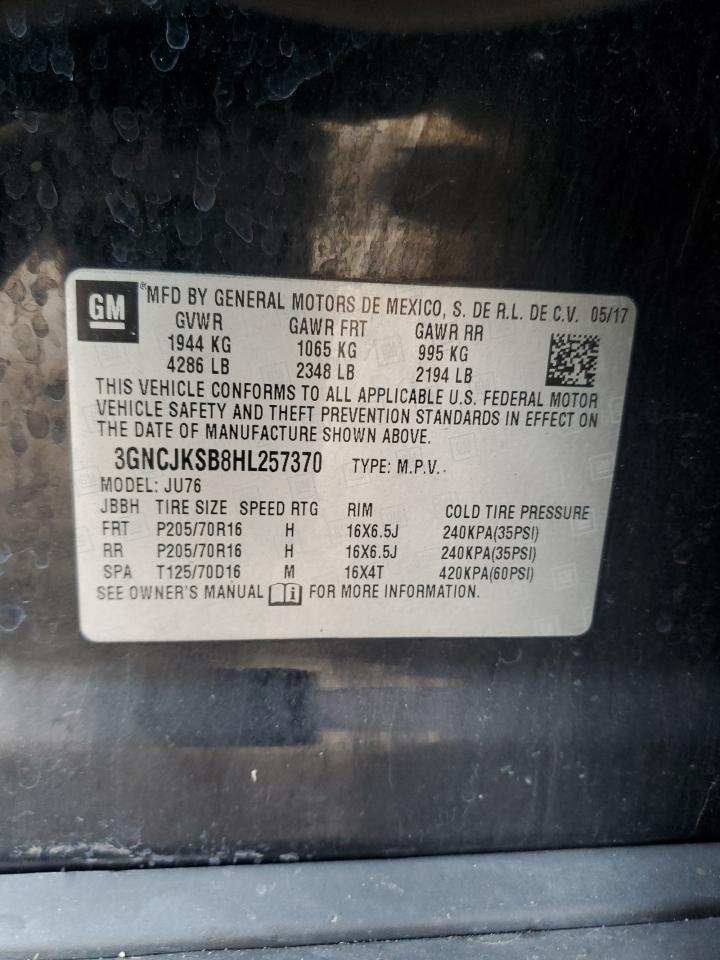 GM ® MFD BY GENERAL MOTORS DE MEXICO, S. DE R.L. DE C.V. 05/17
GVWR GAWR FRT GAWR RR
1944 KG 1065 KG 995 KG
4286 LB 2348 LB 2194 LB
THIS VEHICLE CONFORMS TO ALL APPLICABLE U.S. FEDERAL MOTOR
VEHICLE SAFETY AND THEFT PREVENTION STANDARDS IN EFFECT ON
THE DATE OF MANUFACTURE SHOWN ABOVE.
3GNCJKSB8HL257370 TYPE: M.P.V.
MODEL: JU76
JBBH TIRE SIZE SPEED RTG RIM COLD TIRE PRESSURE
FRT P205/70R16 H 16X6.5J 240KPA(35PSI)
RR P205/70R16 H 16X6.5J 240KPA(35PSI)
SPA T125/70D16 M 16X4T 420KPA(60PSI)
SEE OWNER'S MANUAL FOR MORE INFORMATION.